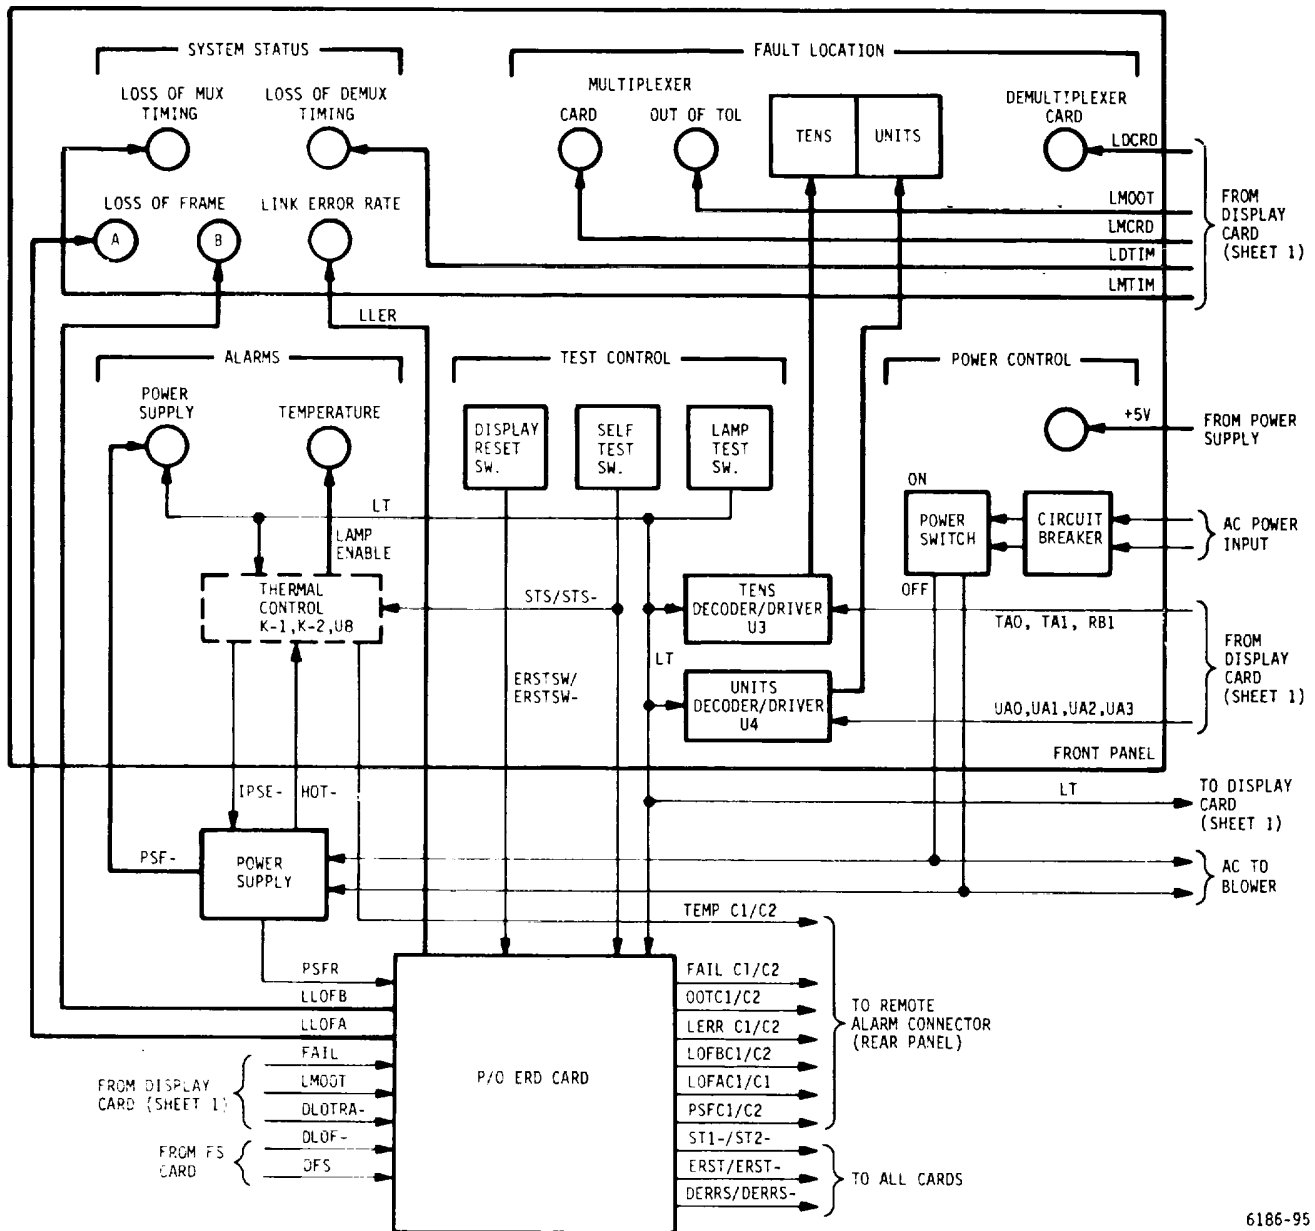 SYSTEM STATUS
FAULT LOCATION
LOSS OF MUX
TIMING
LOSS OF DEMUX
TIMING
MULTIPLEXER
CARD
OUT OF TOL
TENS
UNITS
DEMULTIPLEXER
CARD
LDCRD
LMOOT
LMCRD
LDTIM
LMTIM
FROM
DISPLAY
CARD
(SHEET 1)
LOSS OF FRAME
LINK ERROR RATE
A
B
LLER
ALARMS
TEST CONTROL
POWER CONTROL
POWER
SUPPLY
TEMPERATURE
DISPLAY
RESET
SW.
SELF
TEST
SW.
LAMP
TEST
SW.
+5V
FROM POWER
SUPPLY
LT
LAMP
ENABLE
ON
POWER
SWITCH
OFF
CIRCUIT
BREAKER
AC POWER
INPUT
THERMAL
CONTROL
K-1,K-2,U8
STS/STS-
TENS
DECODER/DRIVER
U3
TA0, TA1, RB1
LT
ERSTSW/
ERSTSW-
UNITS
DECODER/DRIVER
U4
UA0,UA1,UA2,UA3
FROM
DISPLAY
CARD
(SHEET 1)
FRONT PANEL
IPSE-
HOT-
LT
TO DISPLAY
CARD
(SHEET 1)
PSF-
POWER
SUPPLY
AC TO
BLOWER
TEMP C1/C2
PSFR
LLOFB
LLOFA
FAIL
LMOOT
DLOTRA-
FROM DISPLAY
CARD (SHEET 1)
DLOF-
OFS
FROM FS
CARD
P/O ERD CARD
FAIL C1/C2
OOTC1/C2
LERR C1/C2
LOFBC1/C2
LOFAC1/C1
PSFC1/C2
TO REMOTE
ALARM CONNECTOR
(REAR PANEL)
ST1-/ST2-
ERST/ERST-
DERRS/DERRS-
TO ALL CARDS
6186-95